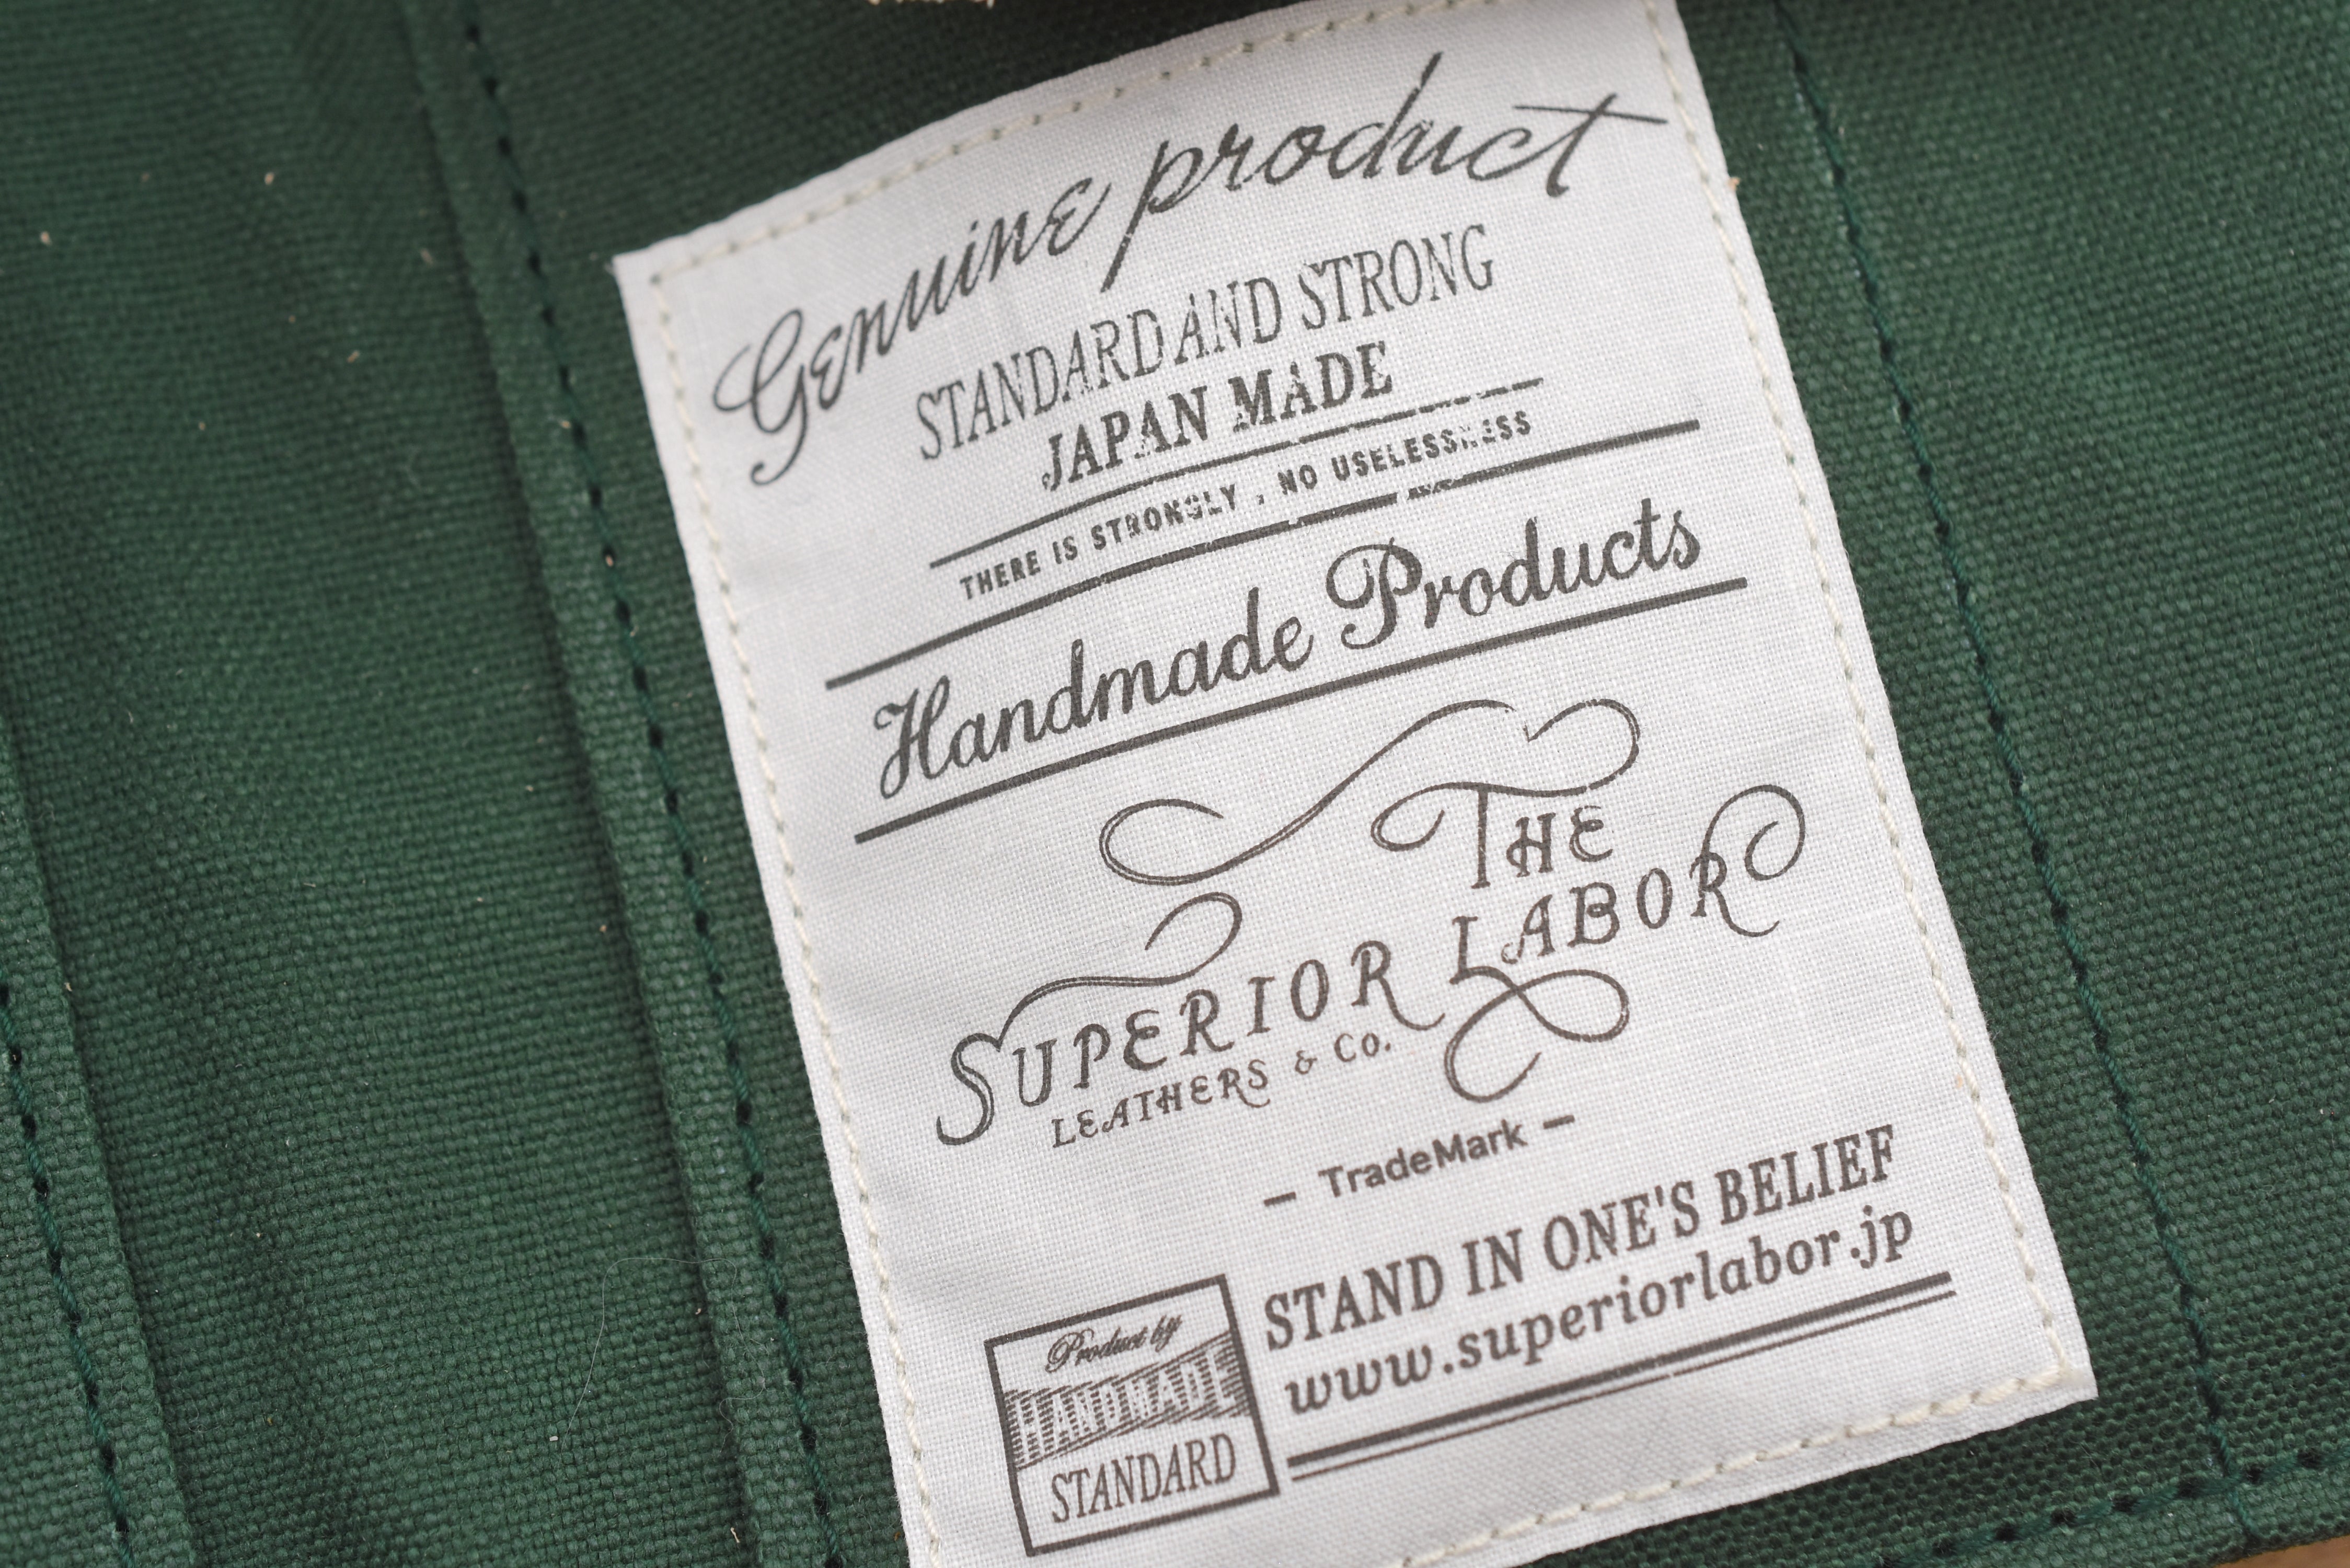 Genuine product
STANDARD AND STRONG
JAPAN MADE
THERE IS STRONGLY . NO USELESSNESS
Handmade Products
THE
SUPERIOR LABOR
LEATHERS & Co.
– TradeMark –
STAND IN ONE'S BELIEF
www.superiorlabor.jp
Product by
HANDMADE
STANDARD